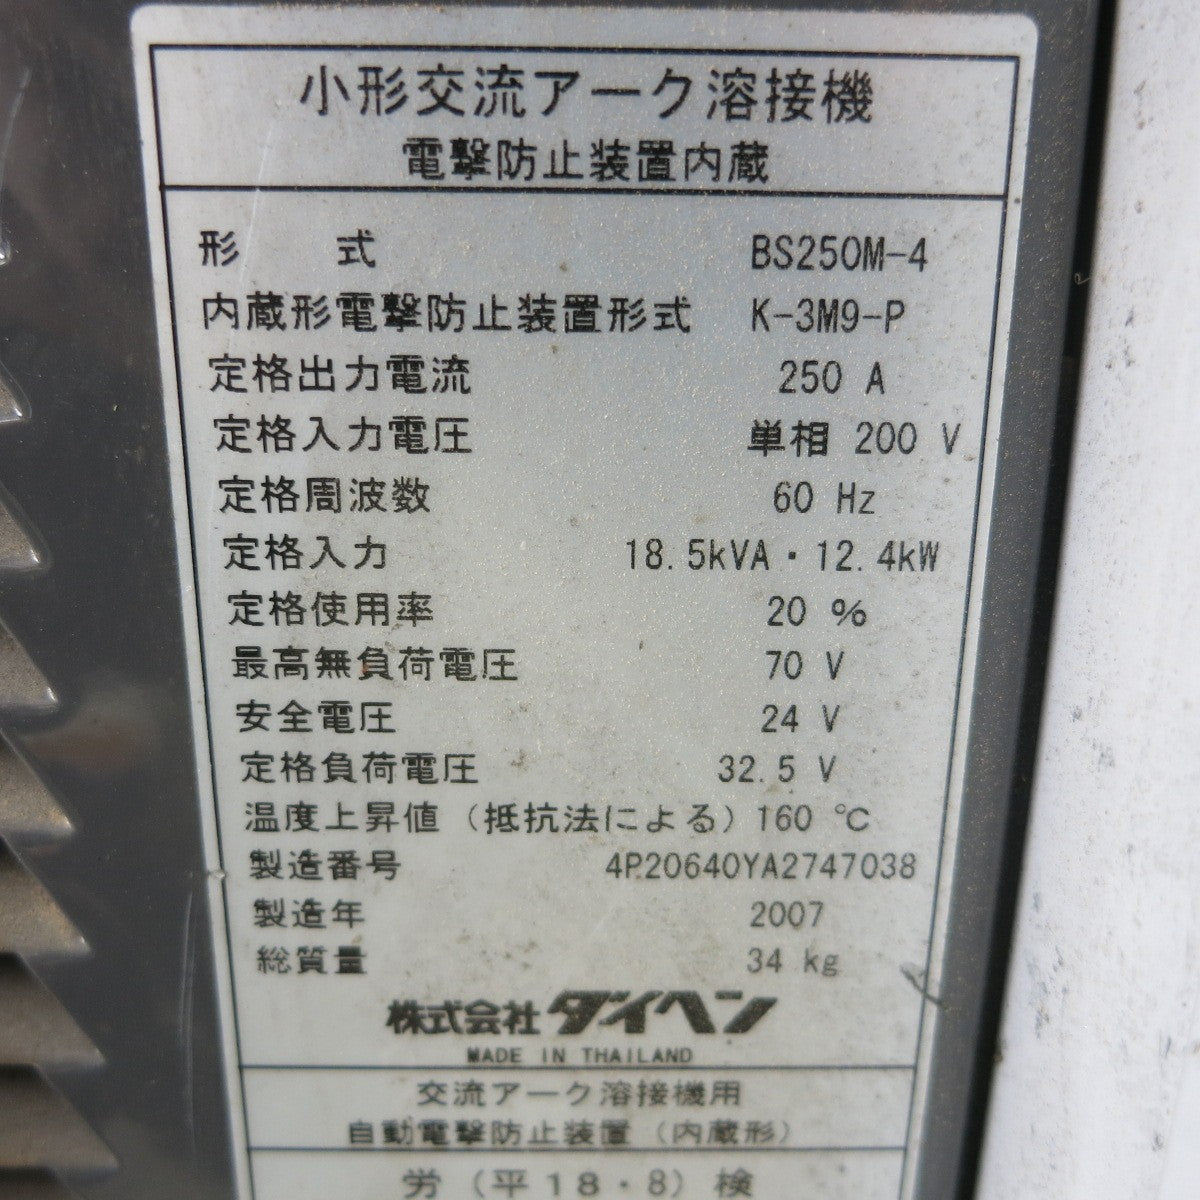 小形交流アーク溶接機
電撃防止装置内蔵
形 式 BS250M-4
内蔵形電撃防止装置形式 K-3M9-P
定格出力電流 250 A
定格入力電圧 単相 200 V
定格周波数 60 Hz
定格入力 18.5kVA・12.4kW
定格使用率 20 %
最高無負荷電圧 70 V
安全電圧 24 V
定格負荷電圧 32.5 V
温度上昇値（抵抗法による）160 ℃
製造番号 4P20640YA2747038
製造年 2007
総質量 34 kg
株式会社ダイヘン
MADE IN THAILAND
交流アーク溶接機用
自動電撃防止装置（内蔵形）
労（平18・8）検